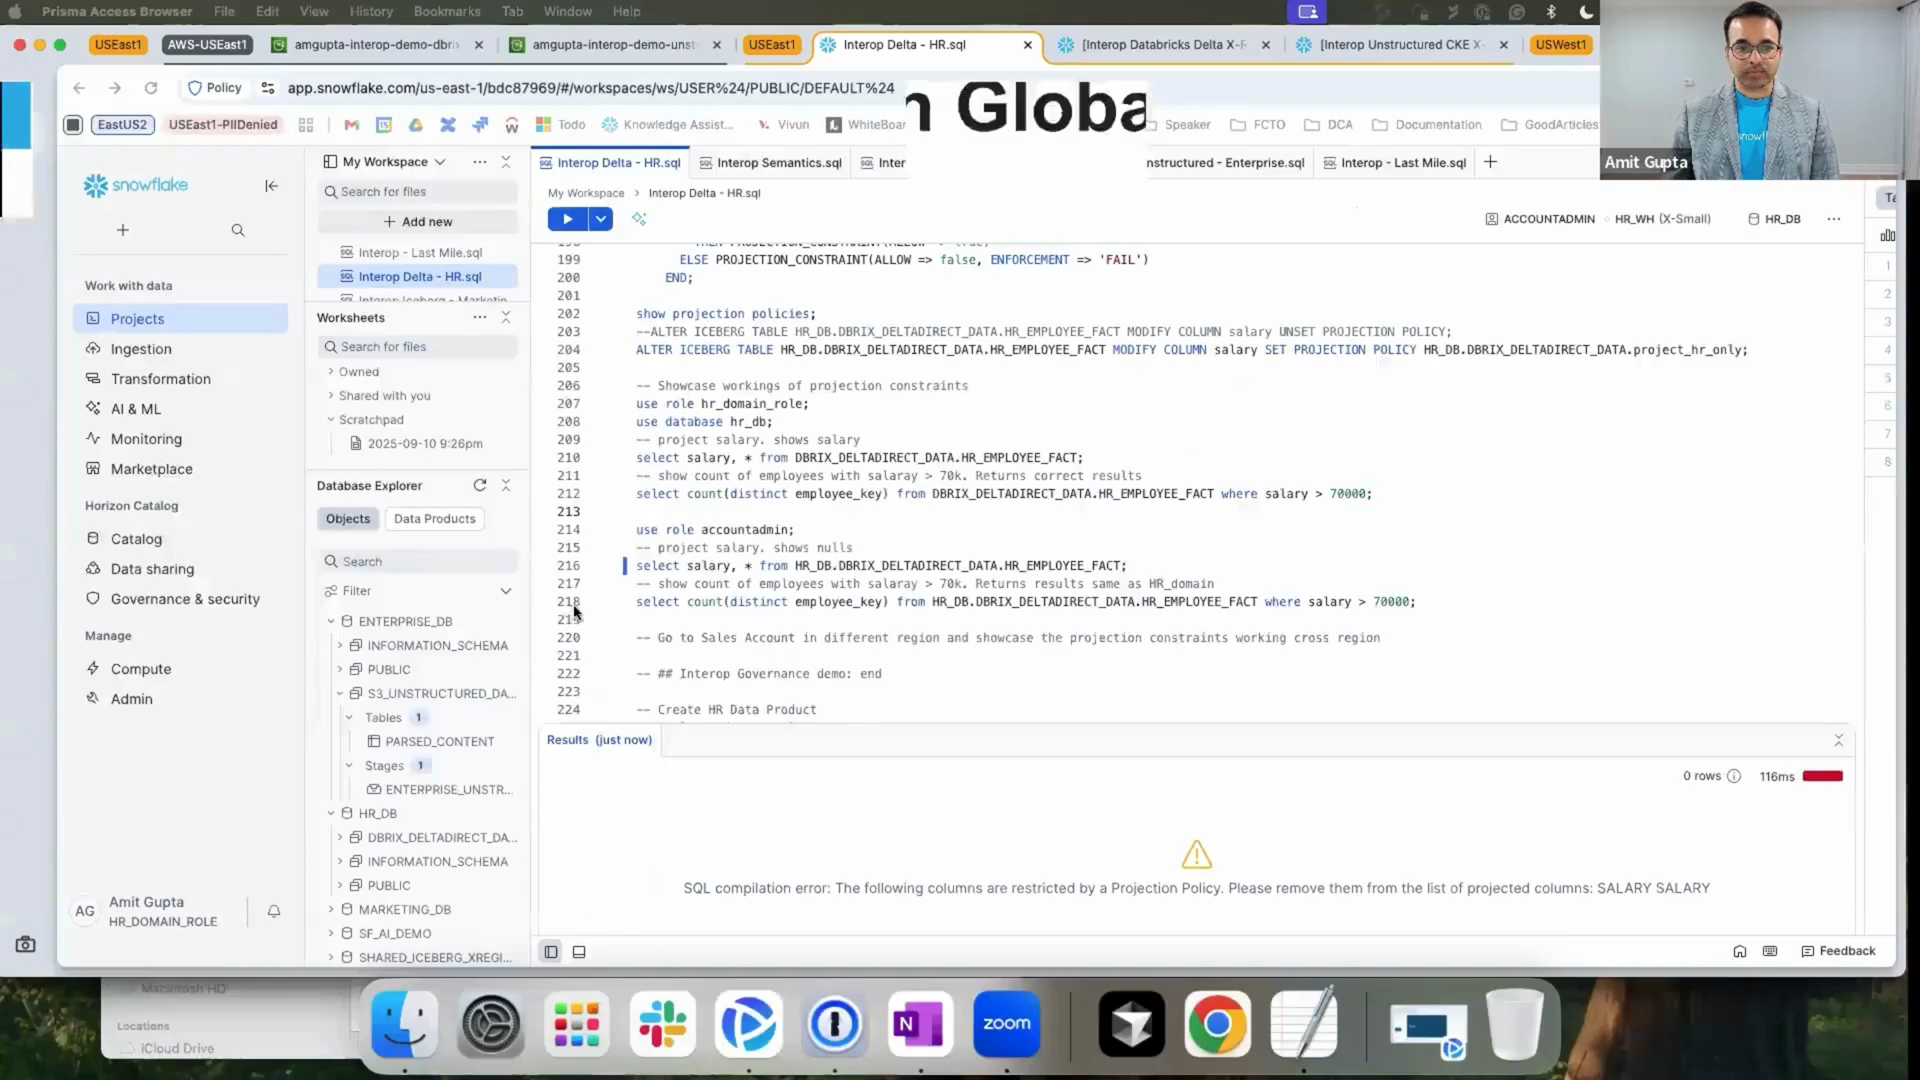 Prisma Access Browser File Edit View History Bookmarks Tab Window Help
USEast1 AWS-USEast1 amgupta-interop-demo-dbri amgupta-interop-demo-unst USEast1 Interop Delta - HR.sql [Interop Databricks Delta X-R [Interop Unstructured CKE X- USWest1
Policy app.snowflake.com/us-east-1/bdc87969/#/workspaces/ws/USER%24/PUBLIC/DEFAULT%24
n Globa
EastUS2 USEast1-PIIDenied Todo Knowledge Assist... Vivun WhiteBoar Speaker FCTO DCA Documentation GoodArticles
Amit Gupta
snowflake
Work with data
Projects
Ingestion
Transformation
AI & ML
Monitoring
Marketplace
Horizon Catalog
Catalog
Data sharing
Governance & security
Manage
Compute
Admin
AG Amit Gupta
HR_DOMAIN_ROLE
My Workspace
Search for files
Add new
Interop - Last Mile.sql
Interop Delta - HR.sql
Interop Iceberg - Marketin
Worksheets
Search for files
Owned
Shared with you
Scratchpad
2025-09-10 9:26pm
Database Explorer
Objects Data Products
Search
Filter
ENTERPRISE_DB
INFORMATION_SCHEMA
PUBLIC
S3_UNSTRUCTURED_DA...
Tables 1
PARSED_CONTENT
Stages 1
ENTERPRISE_UNSTR...
HR_DB
DBRIX_DELTADIRECT_DA...
INFORMATION_SCHEMA
PUBLIC
MARKETING_DB
SF_AI_DEMO
SHARED_ICEBERG_XREGI...
Interop Delta - HR.sql Interop Semantics.sql Inter nstructured - Enterprise.sql Interop - Last Mile.sql
My Workspace > Interop Delta - HR.sql
ACCOUNTADMIN HR_WH (X-Small) HR_DB
199 ELSE PROJECTION_CONSTRAINT(ALLOW => false, ENFORCEMENT => 'FAIL')
200 END;
201
202 show projection policies;
203 --ALTER ICEBERG TABLE HR_DB.DBRIX_DELTADIRECT_DATA.HR_EMPLOYEE_FACT MODIFY COLUMN salary UNSET PROJECTION POLICY;
204 ALTER ICEBERG TABLE HR_DB.DBRIX_DELTADIRECT_DATA.HR_EMPLOYEE_FACT MODIFY COLUMN salary SET PROJECTION POLICY HR_DB.DBRIX_DELTADIRECT_DATA.project_hr_only;
205
206 -- Showcase workings of projection constraints
207 use role hr_domain_role;
208 use database hr_db;
209 -- project salary. shows salary
210 select salary, * from DBRIX_DELTADIRECT_DATA.HR_EMPLOYEE_FACT;
211 -- show count of employees with salaray > 70k. Returns correct results
212 select count(distinct employee_key) from DBRIX_DELTADIRECT_DATA.HR_EMPLOYEE_FACT where salary > 70000;
213
214 use role accountadmin;
215 -- project salary. shows nulls
216 select salary, * from HR_DB.DBRIX_DELTADIRECT_DATA.HR_EMPLOYEE_FACT;
217 -- show count of employees with salaray > 70k. Returns results same as HR_domain
218 select count(distinct employee_key) from HR_DB.DBRIX_DELTADIRECT_DATA.HR_EMPLOYEE_FACT where salary > 70000;
219
220 -- Go to Sales Account in different region and showcase the projection constraints working cross region
221
222 -- ## Interop Governance demo: end
223
224 -- Create HR Data Product
Results (just now)
0 rows 116ms
SQL compilation error: The following columns are restricted by a Projection Policy. Please remove them from the list of projected columns: SALARY SALARY
Feedback
Ta
1
2
3
4
5
6
7
8
Macintosh HD
Locations
iCloud Drive
zoom